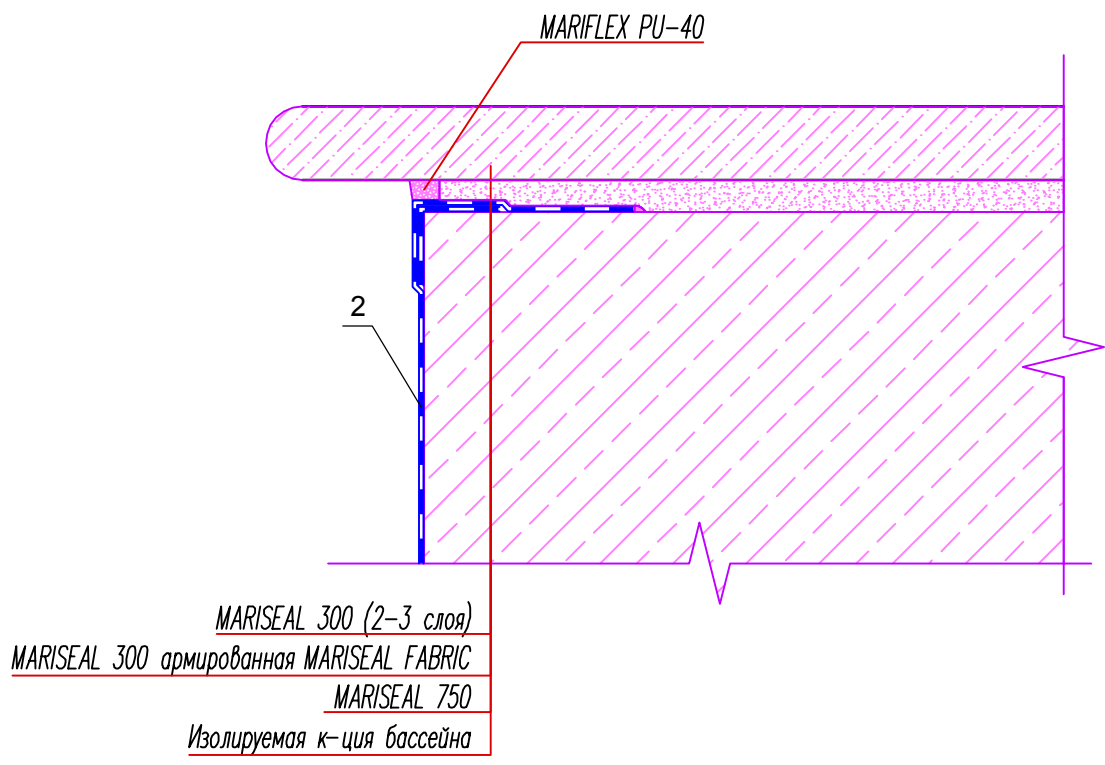 MARIFLEX PU-40
2
MARISEAL 300 (2-3 слоя)
MARISEAL 300 армированная MARISEAL FABRIC
MARISEAL 750
Изолируемая к-ция бассейна